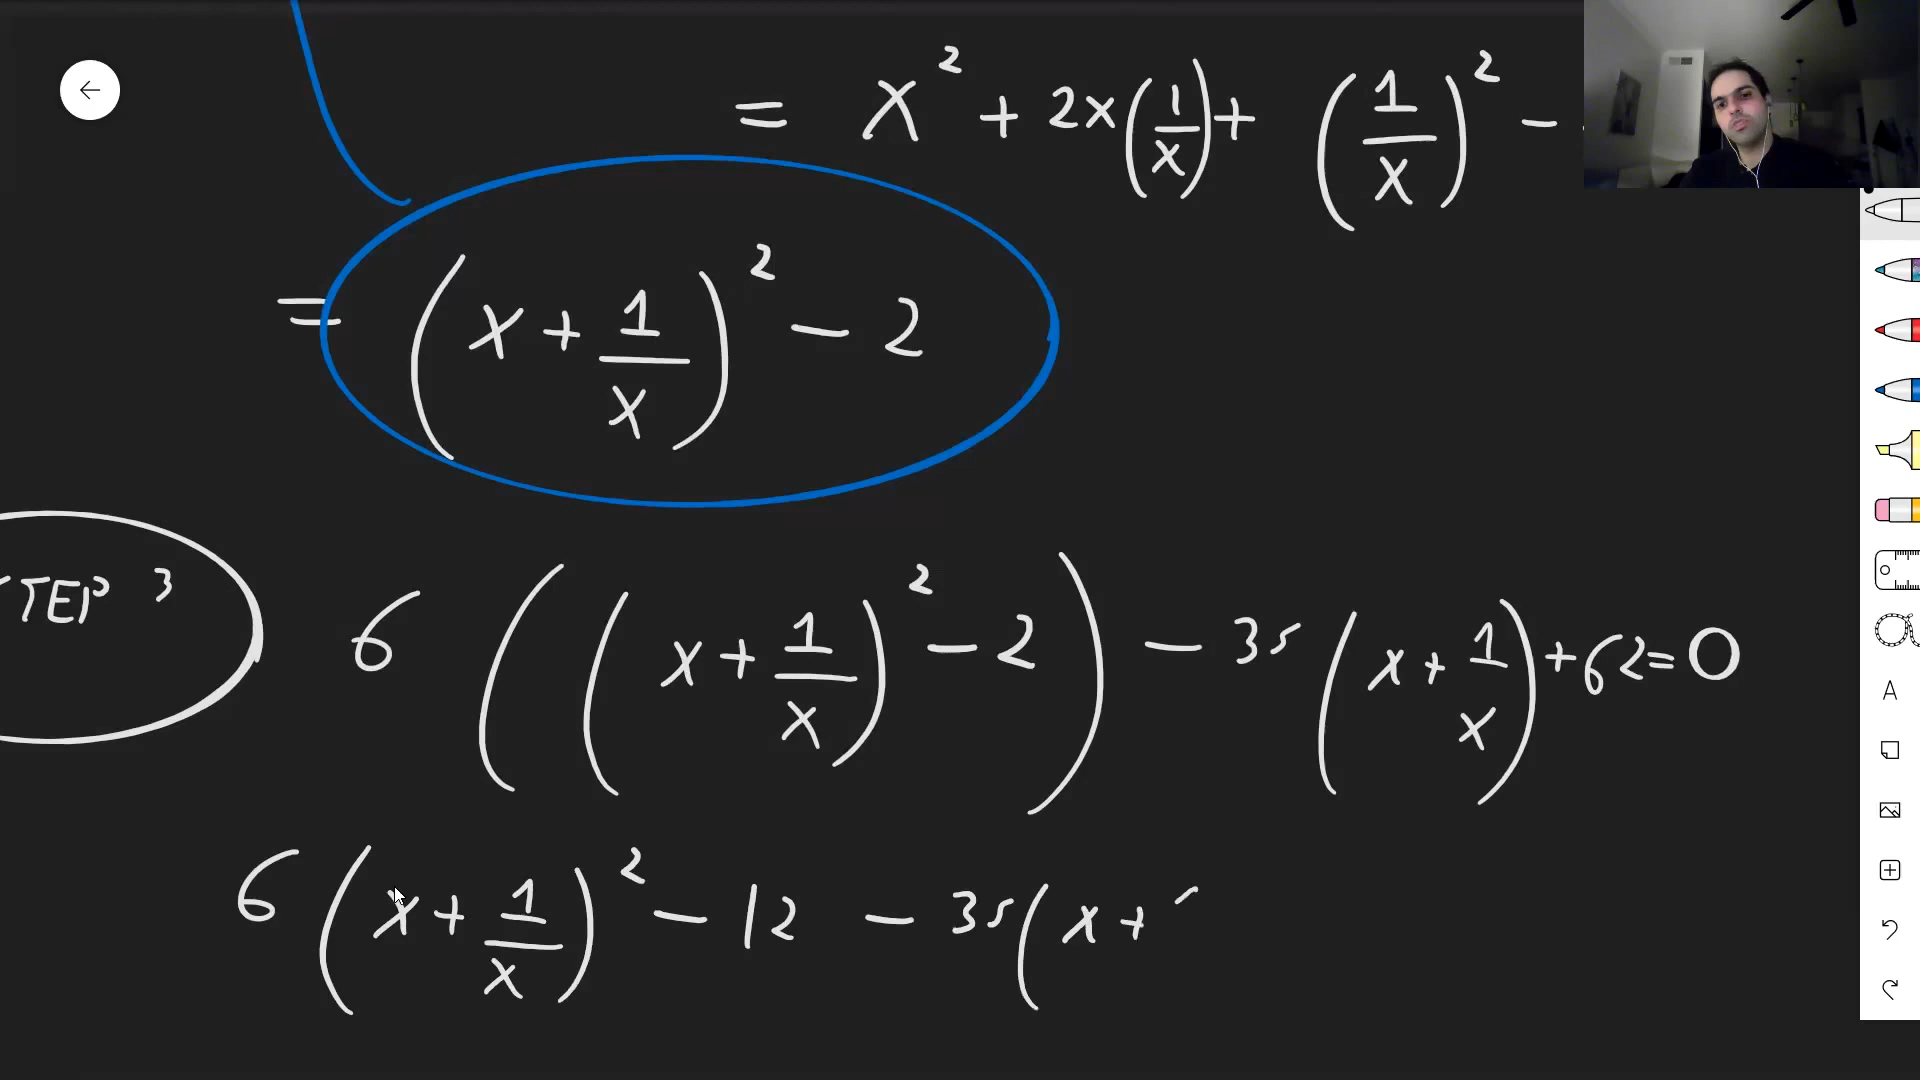 = x² + 2x(1/x) + (1/x)² -
= (x + 1/x)² - 2
STEP 3
6((x + 1/x)² - 2) - 35(x + 1/x) + 62 = 0
6(x + 1/x)² - 12 - 35(x +
A